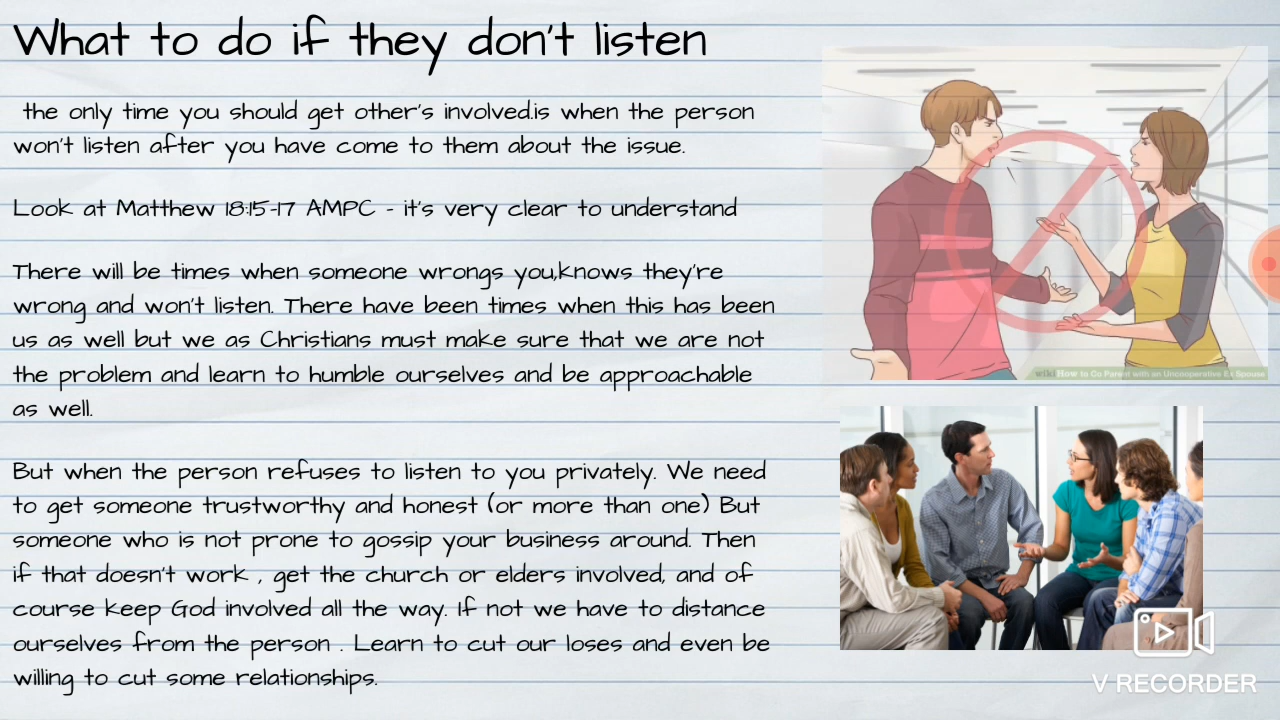 What to do if they don't listen
the only time you should get other's involved.is when the person
won't listen after you have come to them about the issue.
Look at Matthew 18:15-17 AMPC - it's very clear to understand
There will be times when someone wrongs you,knows they're
wrong and won't listen. There have been times when this has been
us as well but we as Christians must make sure that we are not
the problem and learn to humble ourselves and be approachable
as well.
But when the person refuses to listen to you privately. We need
to get someone trustworthy and honest (or more than one) But
someone who is not prone to gossip your business around. Then
if that doesn't work , get the church or elders involved, and of
course keep God involved all the way. If not we have to distance
ourselves from the person . Learn to cut our loses and even be
willing to cut some relationships.
wikiHow to Co Parent with an Uncooperative Ex Spouse
V RECORDER